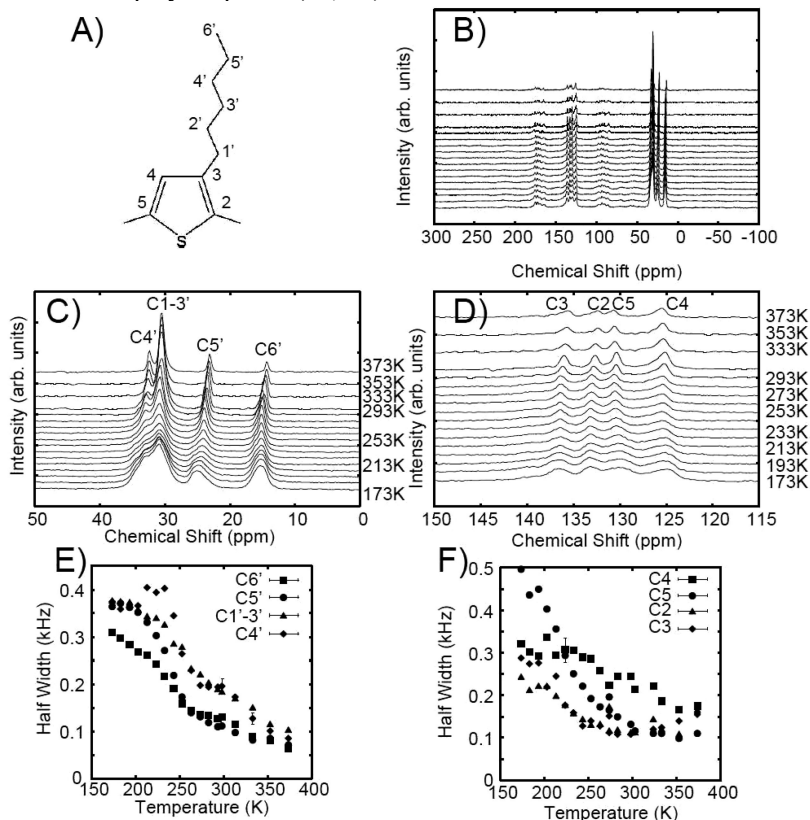 A)
6'
5'
4'
3'
2'
1'
4
3
5
2
S
B)
Intensity (arb. units)
300 250 200 150 100 50 0 -50 -100
Chemical Shift (ppm)
C)
C1-3'
C4'
C5'
C6'
373K
353K
333K
293K
253K
213K
173K
Intensity (arb. units)
50 40 30 20 10 0
Chemical Shift (ppm)
D)
C3 C2 C5 C4
373K
353K
333K
293K
273K
253K
233K
213K
193K
173K
Intensity (arb. units)
150 145 140 135 130 125 120 115
Chemical Shift (ppm)
E)
C6'
C5'
C1'-3'
C4'
0.4
0.3
0.2
0.1
0
Half Width (kHz)
150 200 250 300 350 400
Temperature (K)
F)
C4
C5
C2
C3
0.5
0.4
0.3
0.2
0.1
0
Half Width (kHz)
150 200 250 300 350 400
Temperature (K)